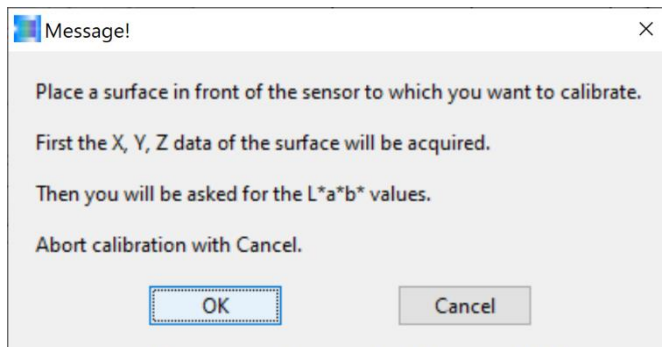 Message!
Place a surface in front of the sensor to which you want to calibrate.
First the X, Y, Z data of the surface will be acquired.
Then you will be asked for the L*a*b* values.
Abort calibration with Cancel.
OK
Cancel